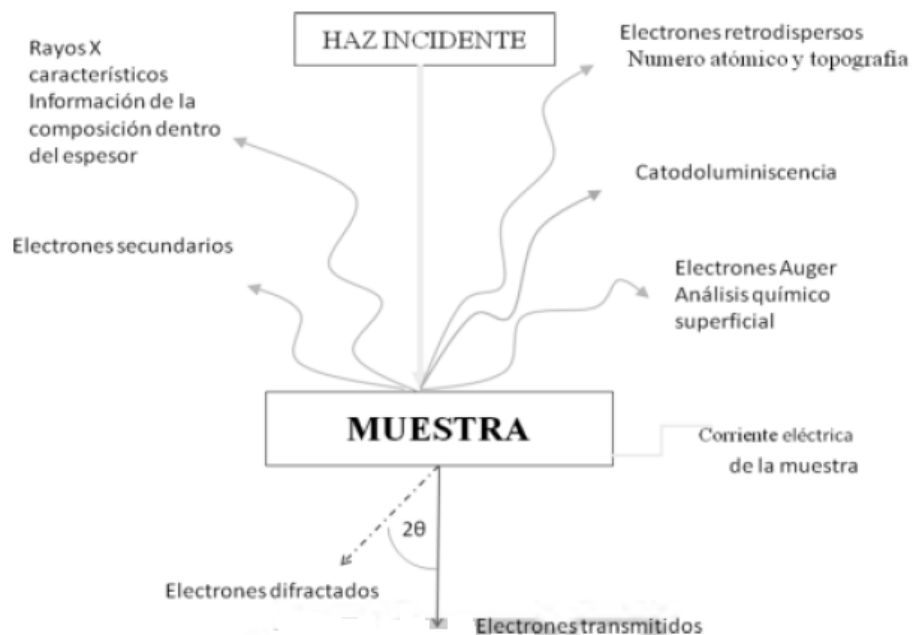 HAZ INCIDENTE
Rayos X
característicos
Información de la
composición dentro
del espesor
Electrones retrodispersos
Numero atómico y topografia
Catodoluminiscencia
Electrones secundarios
Electrones Auger
Análisis químico
superficial
MUESTRA
Corriente eléctrica
de la muestra
2θ
Electrones difractados
Electrones transmitidos